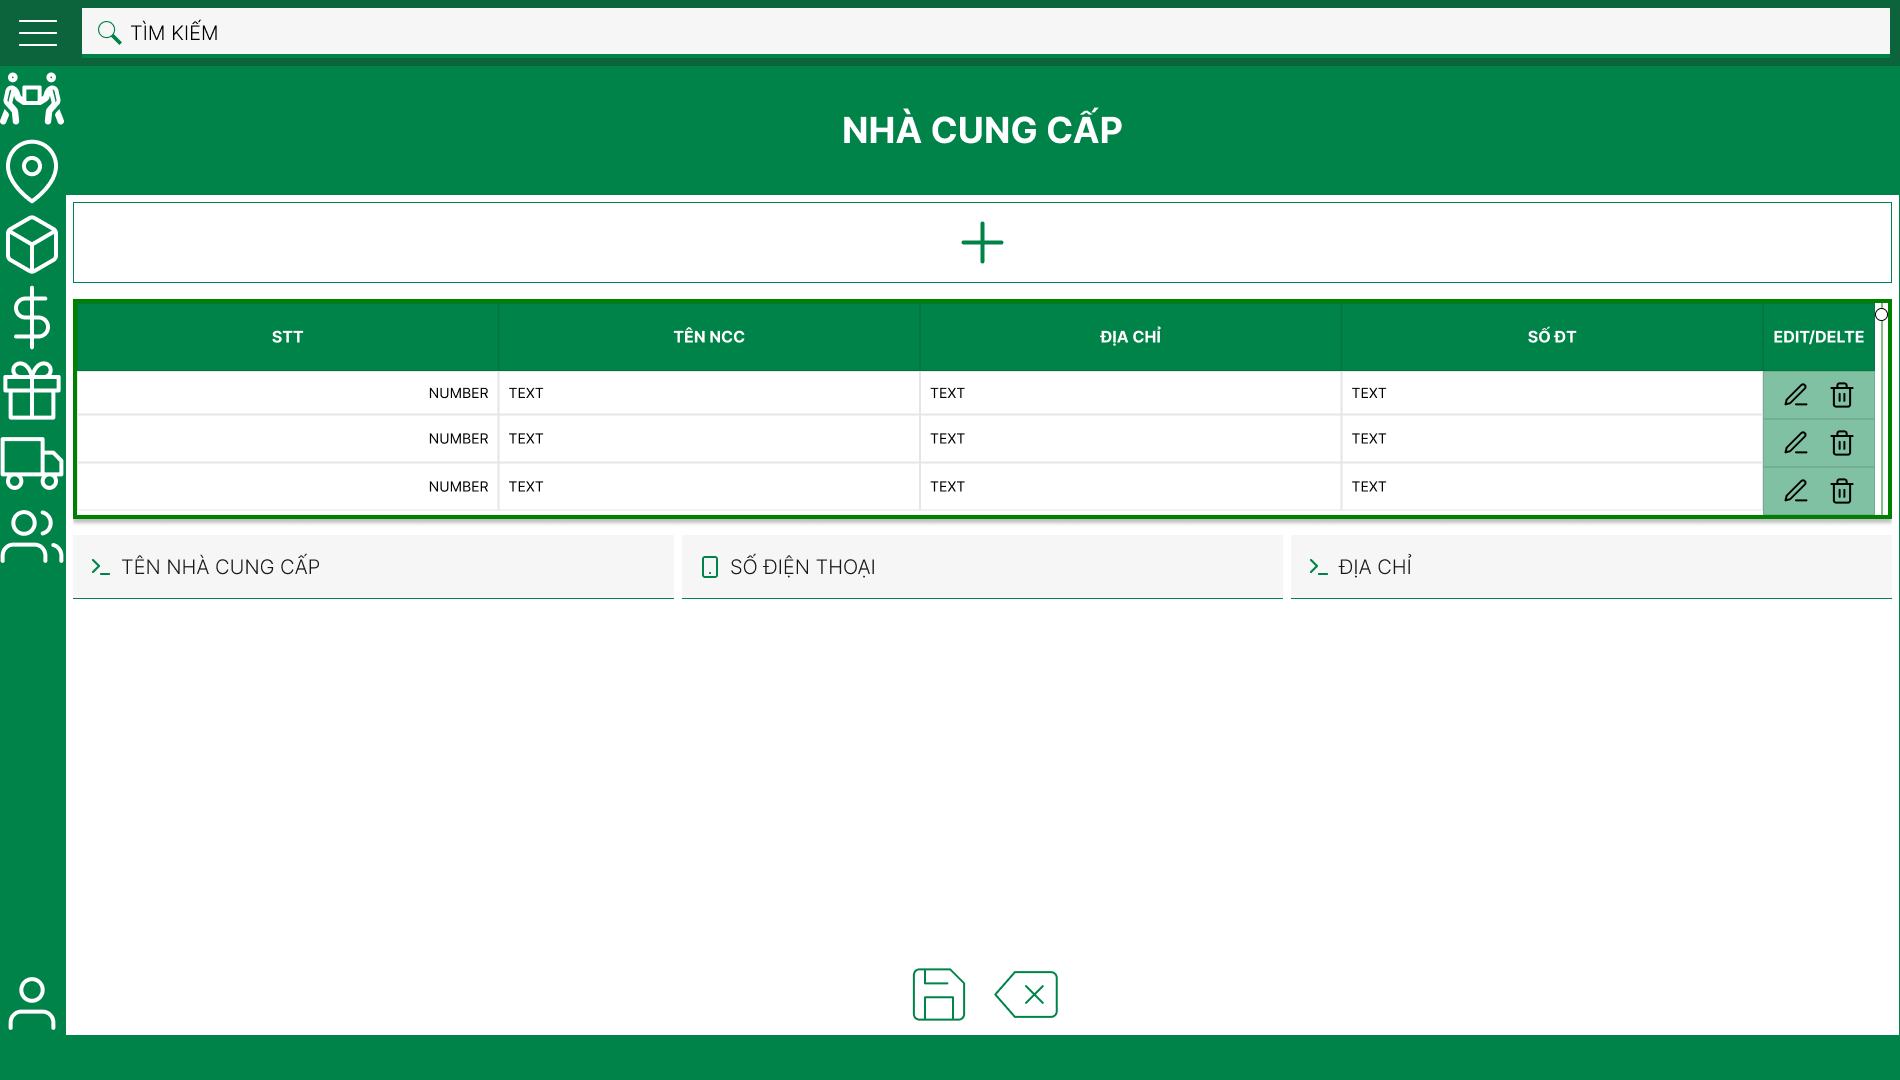 TÌM KIẾM
NHÀ CUNG CẤP
STT TÊN NCC ĐỊA CHỈ SỐ ĐT EDIT/DELTE
NUMBER TEXT TEXT TEXT
NUMBER TEXT TEXT TEXT
NUMBER TEXT TEXT TEXT
TÊN NHÀ CUNG CẤP SỐ ĐIỆN THOẠI ĐỊA CHỈ